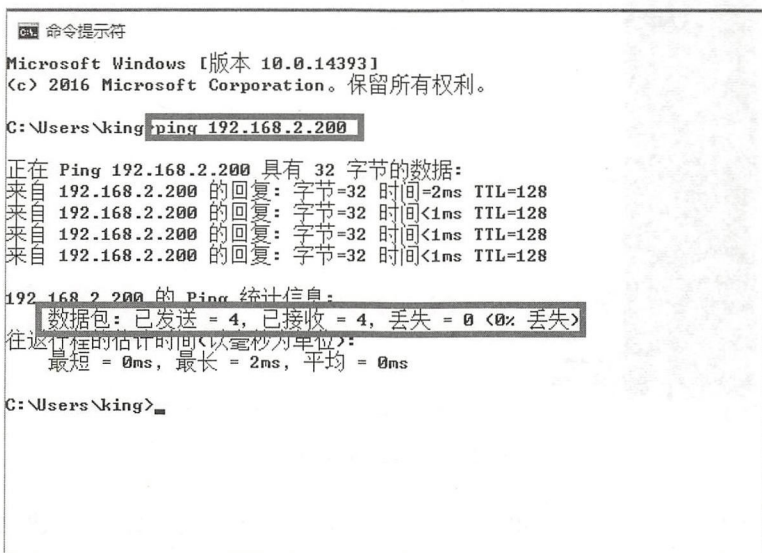 命令提示符
Microsoft Windows [版本 10.0.14393]
(c) 2016 Microsoft Corporation。保留所有权利。
C:\Users\king>ping 192.168.2.200
正在 Ping 192.168.2.200 具有 32 字节的数据:
来自 192.168.2.200 的回复: 字节=32 时间=2ms TTL=128
来自 192.168.2.200 的回复: 字节=32 时间<1ms TTL=128
来自 192.168.2.200 的回复: 字节=32 时间<1ms TTL=128
来自 192.168.2.200 的回复: 字节=32 时间<1ms TTL=128
192.168.2.200 的 Ping 统计信息:
数据包: 已发送 = 4, 已接收 = 4, 丢失 = 0 (0% 丢失)
往返行程的估计时间(以毫秒为单位):
最短 = 0ms, 最长 = 2ms, 平均 = 0ms
C:\Users\king>